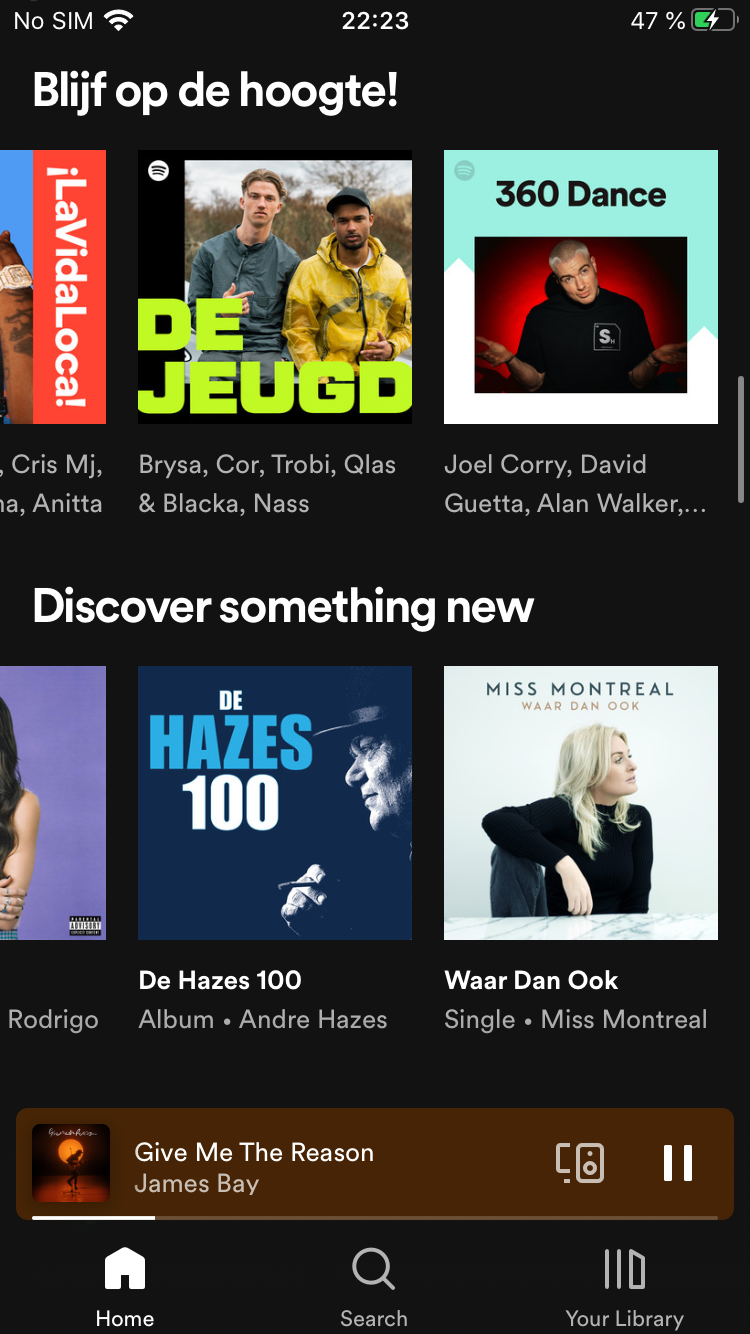 No SIM 22:23 47 %
Blijf op de hoogte!
¡LaVidaLoca!
DE
JEUGD
360 Dance
SH
, Cris Mj,
na, Anitta
Brysa, Cor, Trobi, Qlas
& Blacka, Nass
Joel Corry, David
Guetta, Alan Walker,...
Discover something new
PARENTAL
ADVISORY
EXPLICIT CONTENT
DE
HAZES
100
MISS MONTREAL
WAAR DAN OOK
Rodrigo
De Hazes 100
Album • Andre Hazes
Waar Dan Ook
Single • Miss Montreal
Give Me The Reason
James Bay
Home
Search
Your Library